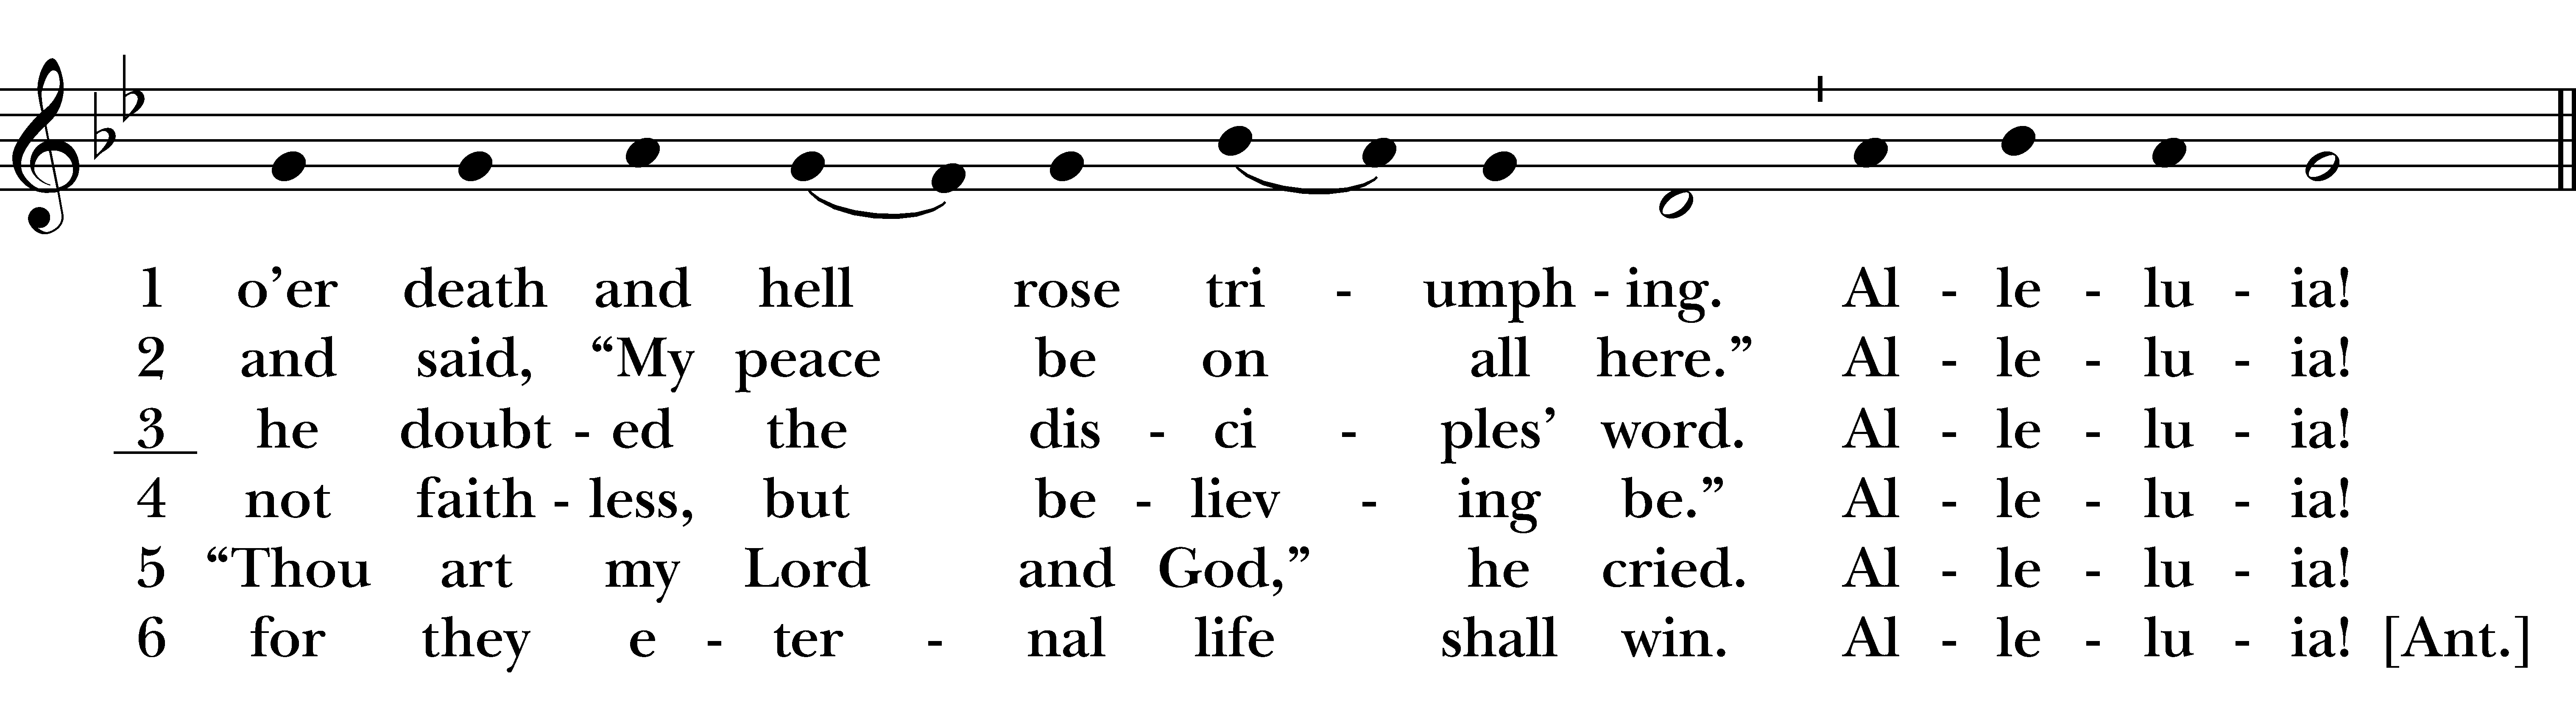 1 o’er death and hell rose tri - umph - ing. Al - le - lu - ia!
2 and said, “My peace be on all here.” Al - le - lu - ia!
3 he doubt - ed the dis - ci - ples’ word. Al - le - lu - ia!
4 not faith - less, but be - liev - ing be.” Al - le - lu - ia!
5 “Thou art my Lord and God,” he cried. Al - le - lu - ia!
6 for they e - ter - nal life shall win. Al - le - lu - ia! [Ant.]